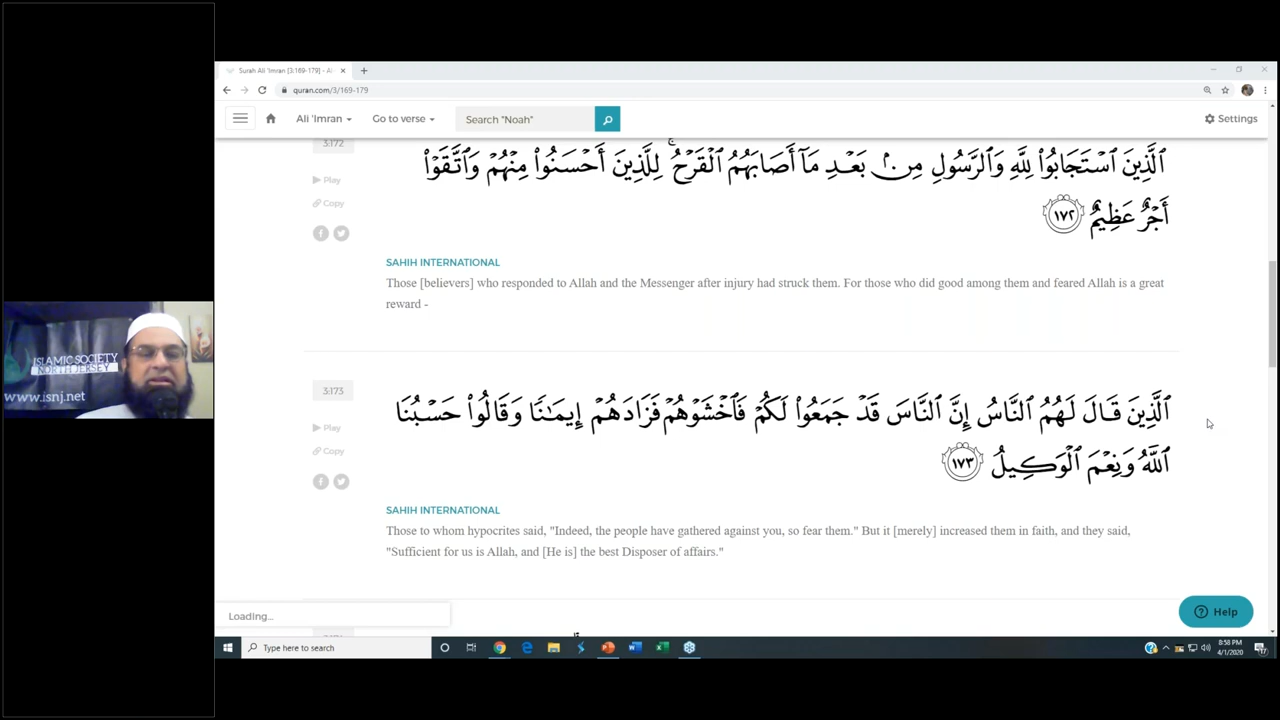 Surah Ali 'Imran [3:169-179] - Al
quran.com/3/169-179
Ali 'Imran
Go to verse
Search "Noah"
Settings
3:172
ٱلَّذِينَ ٱسْتَجَابُوا۟ لِلَّهِ وَٱلرَّسُولِ مِنۢ بَعْدِ مَآ أَصَابَهُمُ ٱلْقَرْحُ ۚ لِلَّذِينَ أَحْسَنُوا۟ مِنْهُمْ وَٱتَّقَوْا۟
أَجْرٌ عَظِيمٌ ١٧٢
Play
Copy
SAHIH INTERNATIONAL
Those [believers] who responded to Allah and the Messenger after injury had struck them. For those who did good among them and feared Allah is a great
reward -
3:173
ٱلَّذِينَ قَالَ لَهُمُ ٱلنَّاسُ إِنَّ ٱلنَّاسَ قَدْ جَمَعُوا۟ لَكُمْ فَٱخْشَوْهُمْ فَزَادَهُمْ إِيمَـٰنًا وَقَالُوا۟ حَسْبُنَا
ٱللَّهُ وَنِعْمَ ٱلْوَكِيلُ ١٧٣
Play
Copy
SAHIH INTERNATIONAL
Those to whom hypocrites said, "Indeed, the people have gathered against you, so fear them." But it [merely] increased them in faith, and they said,
"Sufficient for us is Allah, and [He is] the best Disposer of affairs."
Loading...
Help
Type here to search
8:58 PM
4/1/2020
ISLAMIC SOCIETY
NORTH JERSEY
www.isnj.net